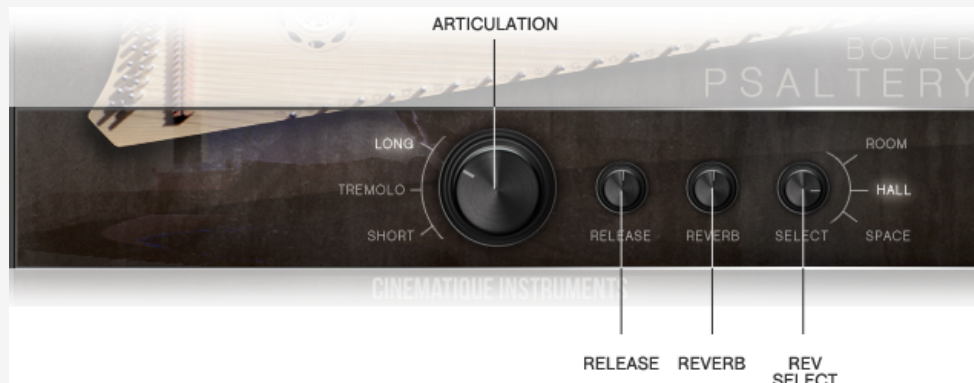 ARTICULATION
BOWED
PSALTERY
LONG
ROOM
TREMOLO
HALL
SHORT
RELEASE
REVERB
SELECT
SPACE
CINEMATIQUE INSTRUMENTS
RELEASE
REVERB
REV
SELECT